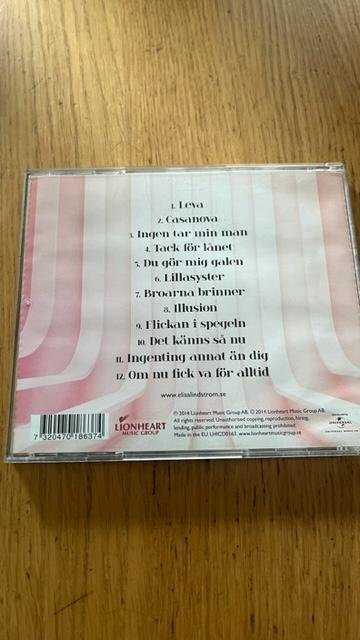 1. Leva
2. Casanova
3. Ingen tar min man
4. Tack för lånet
5. Du gör mig galen
6. Lillasyster
7. Broarna brinner
8. Illusion
9. Flickan i spegeln
10. Det känns så nu
11. Ingenting annat än dig
12. Om nu fick va för alltid
www.elisalindstrom.se
7 320470 186374
LIONHEART
MUSIC GROUP
℗ 2014 Lionheart Music Group AB. © 2014 Lionheart Music Group AB.
All rights reserved. Unauthorised copying, reproduction, hiring,
lending, public performance and broadcasting prohibited.
Made in the EU. LHICD0163. www.lionheartmusicgroup.se
UNIVERSAL